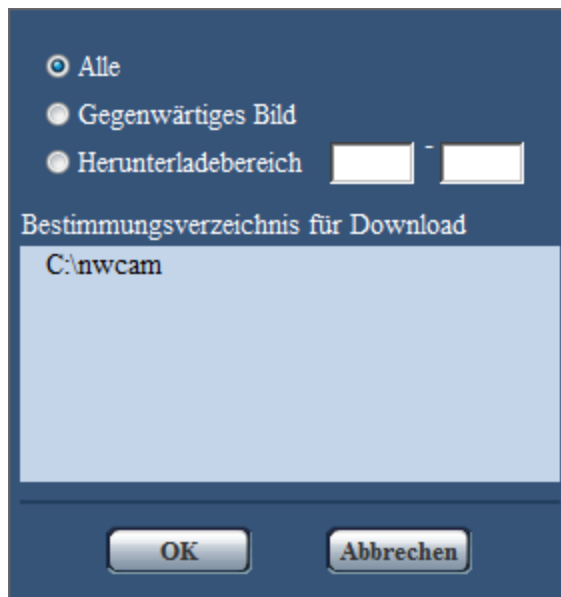 Alle
Gegenwärtiges Bild
Herunterladebereich -
Bestimmungsverzeichnis für Download
C:\nwcam
OK Abbrechen